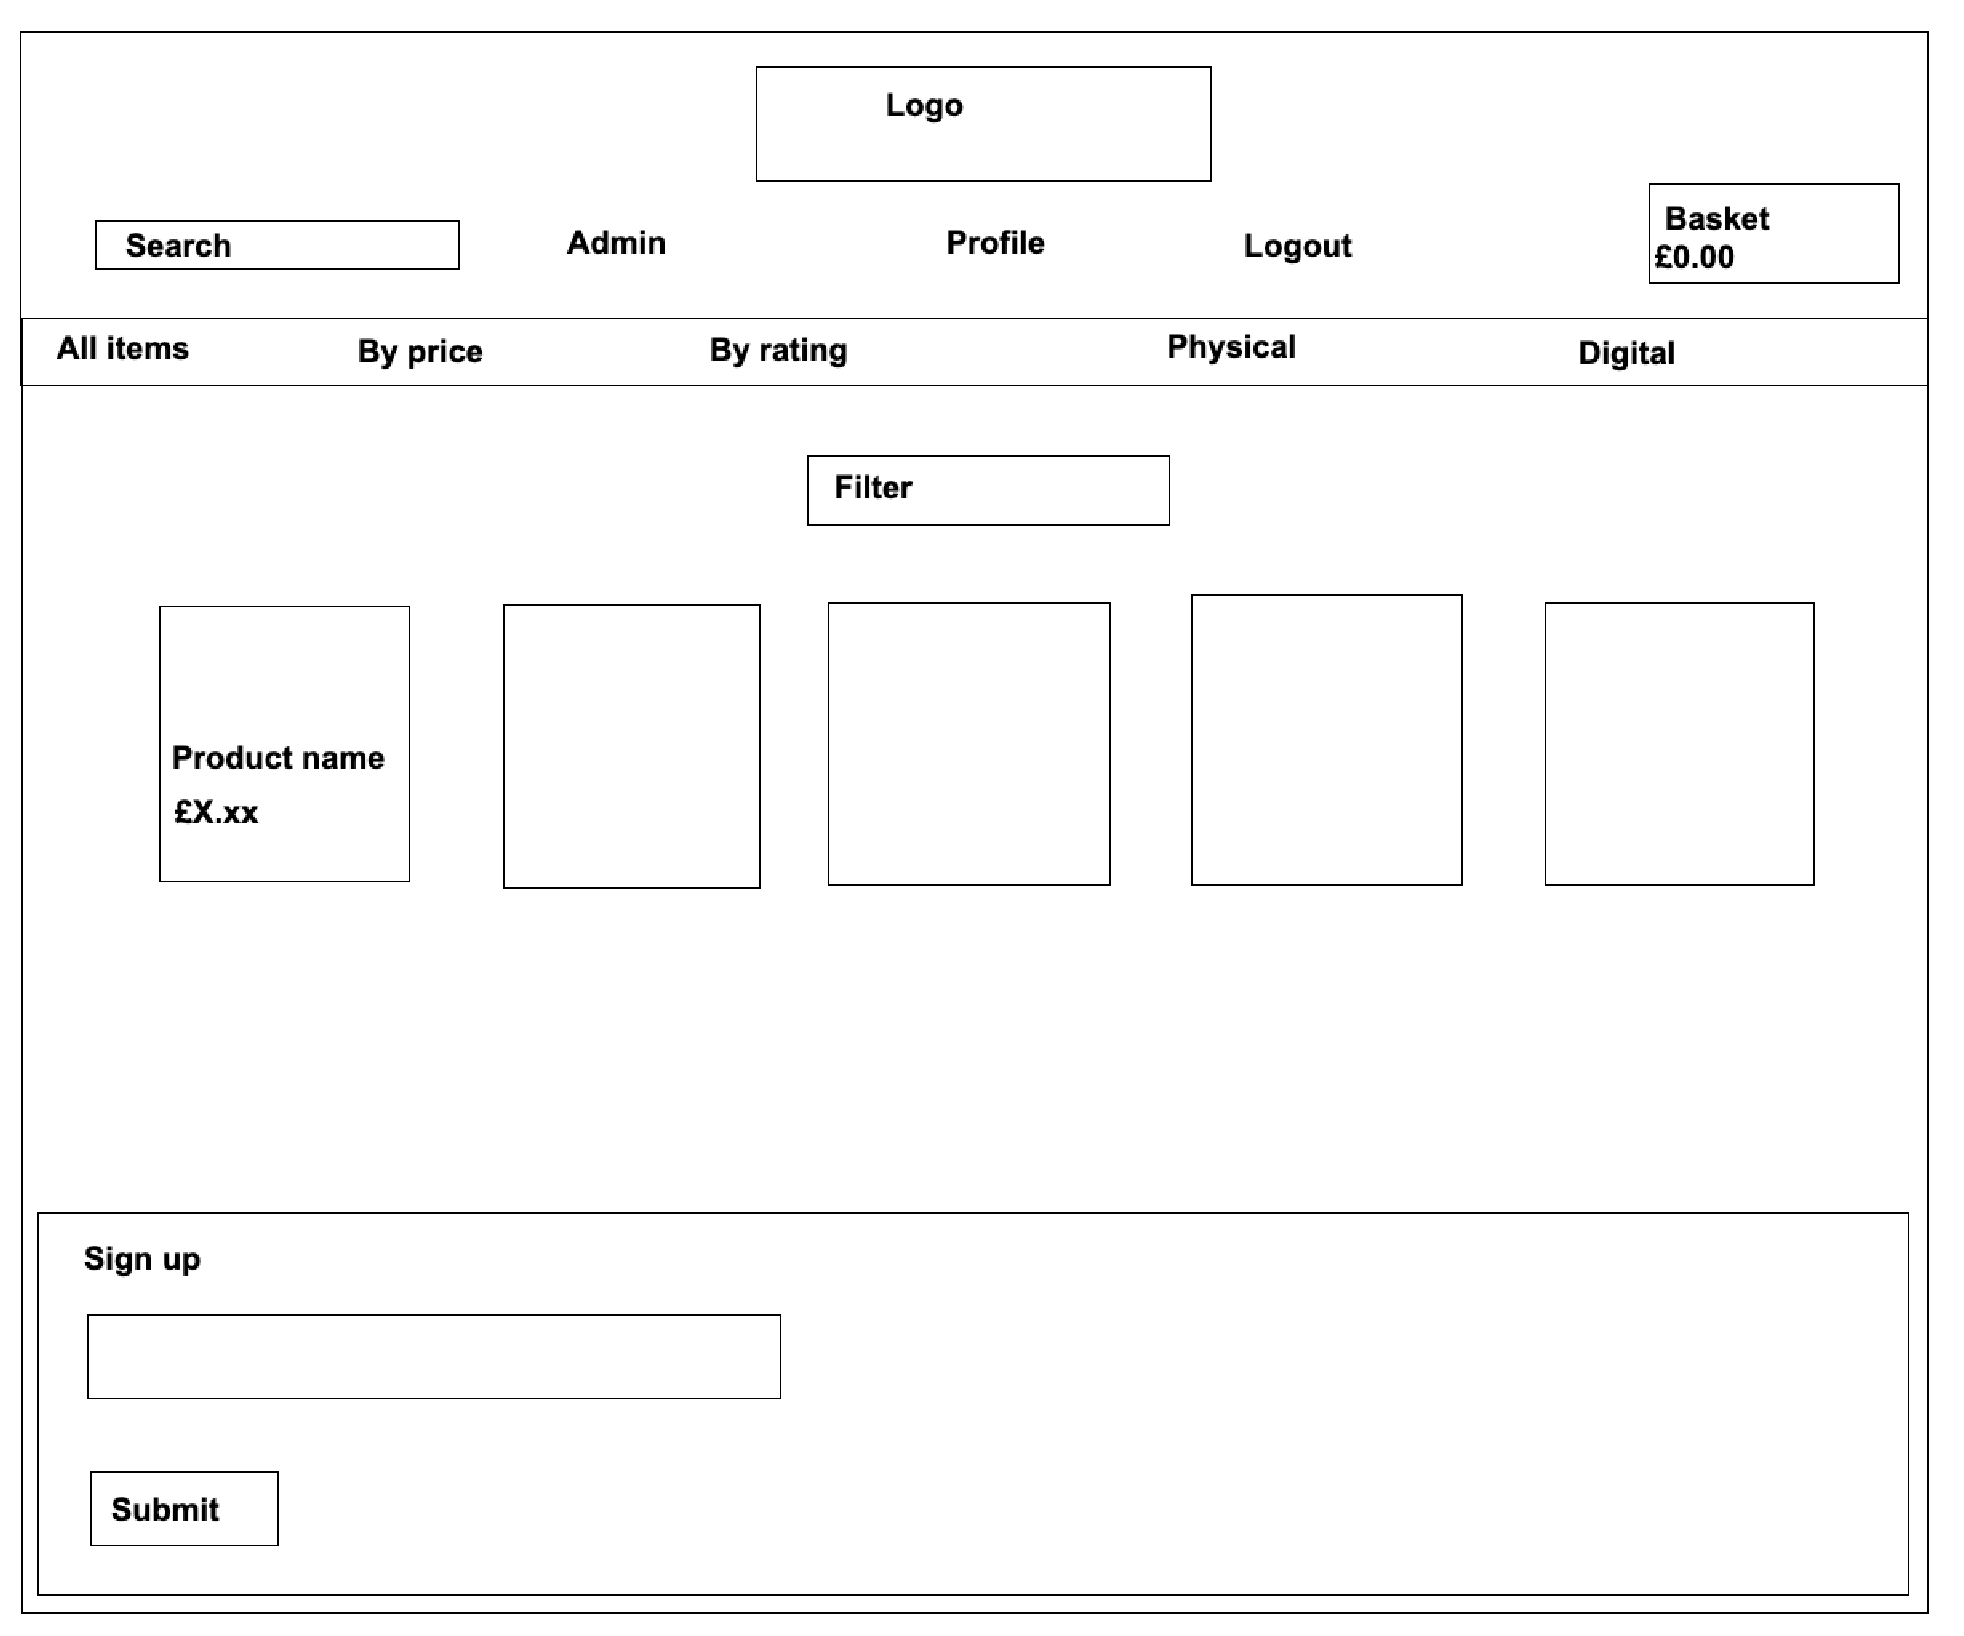 Logo
Search
Admin
Profile
Logout
Basket
£0.00
All items
By price
By rating
Physical
Digital
Filter
Product name
£X.xx
Sign up
Submit